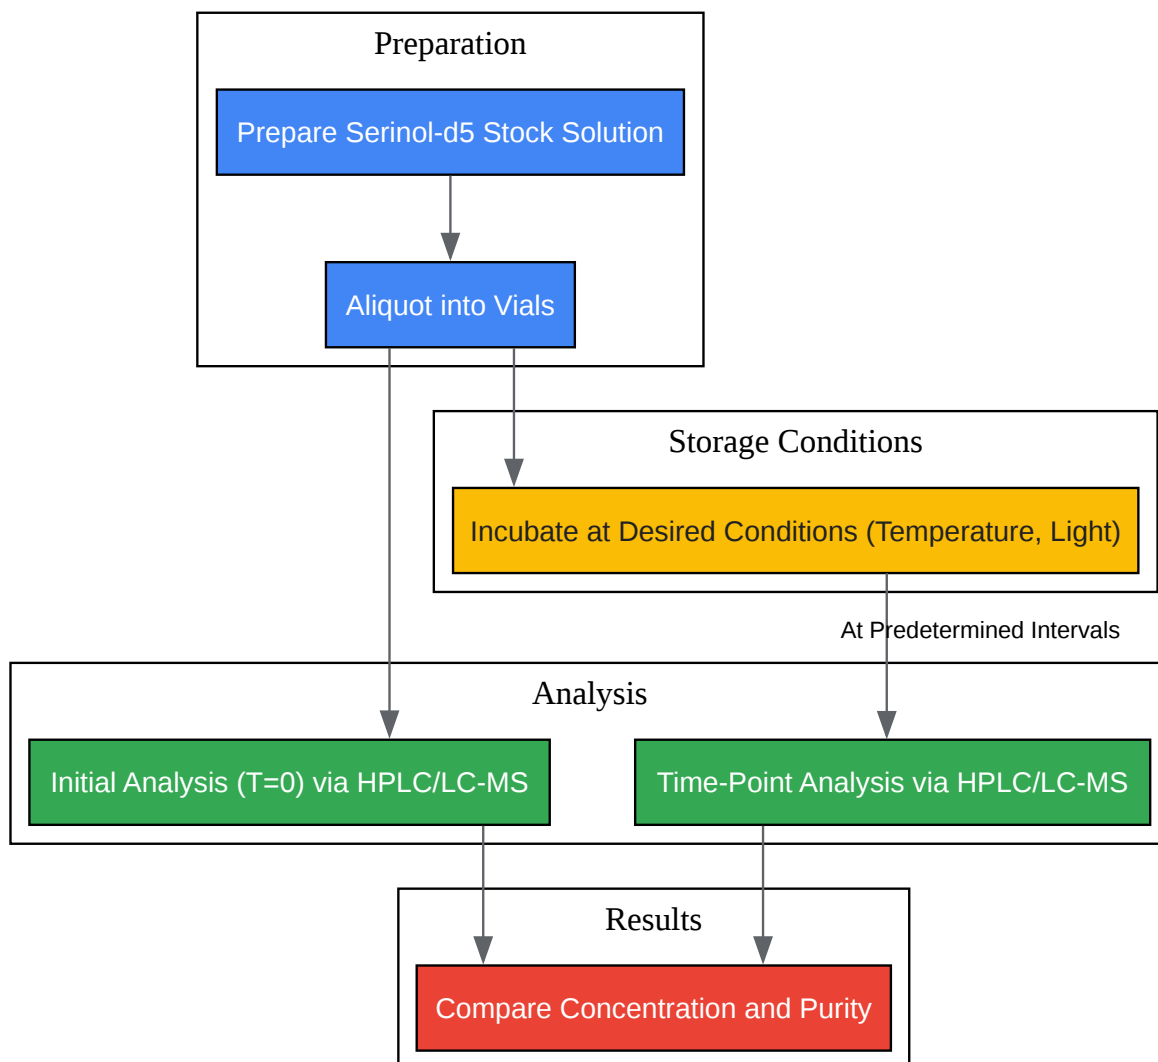 Preparation
Prepare Serinol-d5 Stock Solution
Aliquot into Vials
Storage Conditions
Incubate at Desired Conditions (Temperature, Light)
At Predetermined Intervals
Analysis
Initial Analysis (T=0) via HPLC/LC-MS
Time-Point Analysis via HPLC/LC-MS
Results
Compare Concentration and Purity